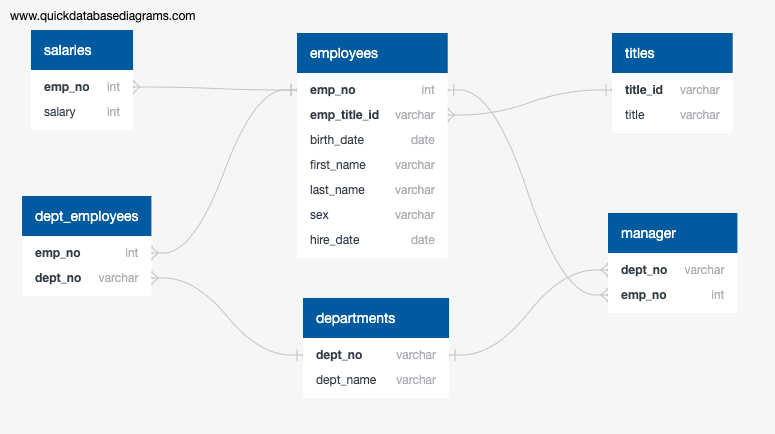 www.quickdatabasediagrams.com
salaries
emp_no int
salary int
employees
emp_no int
emp_title_id varchar
birth_date date
first_name varchar
last_name varchar
sex varchar
hire_date date
titles
title_id varchar
title varchar
dept_employees
emp_no int
dept_no varchar
manager
dept_no varchar
emp_no int
departments
dept_no varchar
dept_name varchar